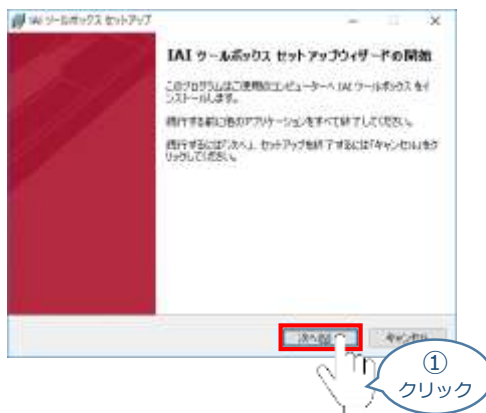 IAI ツールボックス セットアップ
IAI ツールボックス セットアップウィザードの開始
このプログラムはご使用のコンピューターへ IAI ツールボックス をイ
ンストールします。
続行する前に他のアプリケーションをすべて終了してください。
続行するには「次へ」、セットアップを終了するには「キャンセル」をク
リックしてください。
次へ(N)
キャンセル
①
クリック